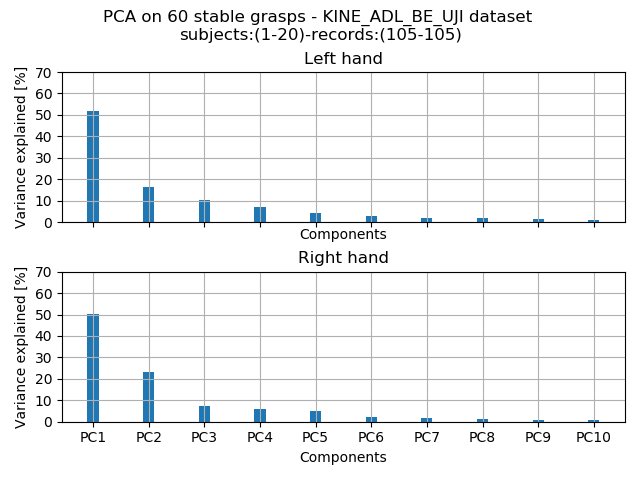 PCA on 60 stable grasps - KINE_ADL_BE_UJI dataset
subjects:(1-20)-records:(105-105)
Left hand
Variance explained [%]
70
60
50
40
30
20
10
0
Components
Right hand
Variance explained [%]
70
60
50
40
30
20
10
0
PC1 PC2 PC3 PC4 PC5 PC6 PC7 PC8 PC9 PC10
Components